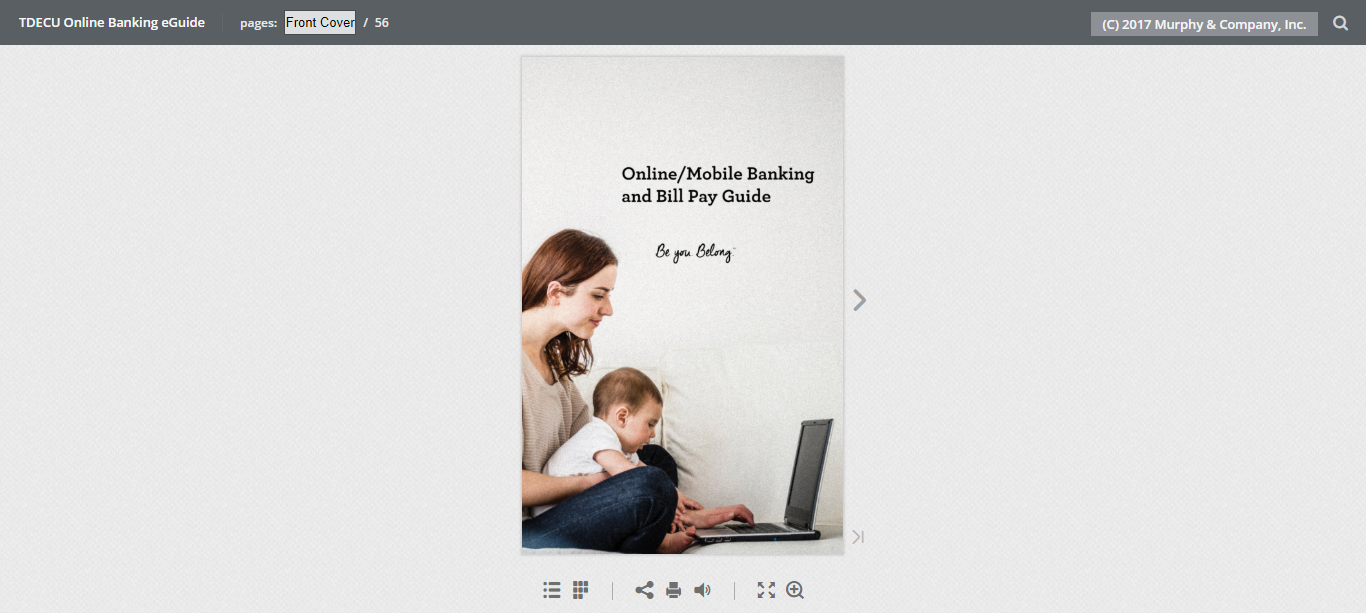 TDECU Online Banking eGuide
pages: Front Cover / 56
(C) 2017 Murphy & Company, Inc.
Online/Mobile Banking
and Bill Pay Guide
Be you. Belong.